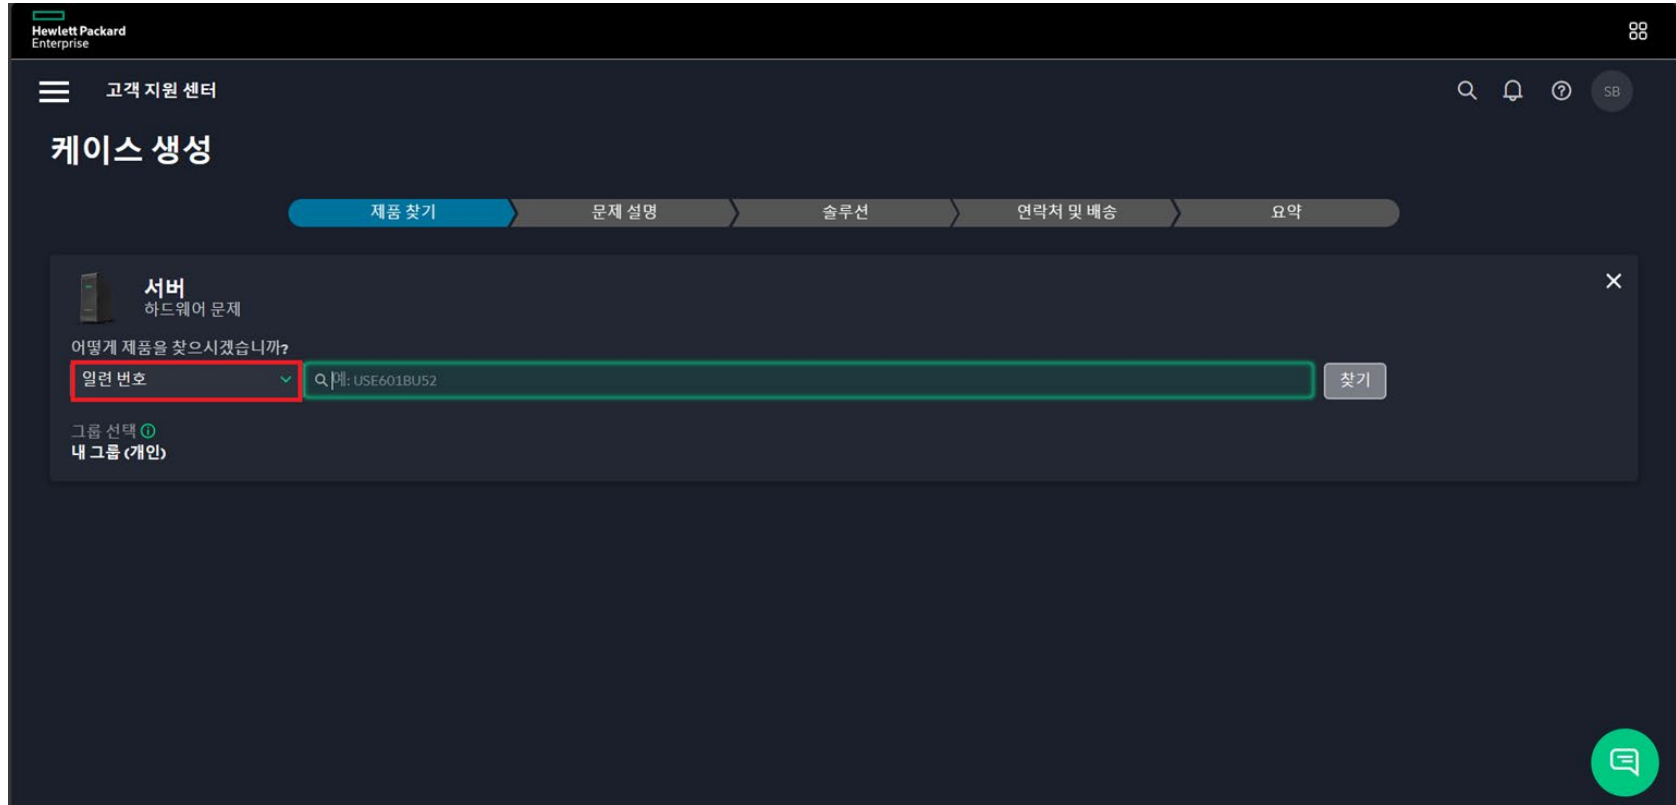 Hewlett Packard
Enterprise
고객 지원 센터
SB
케이스 생성
제품 찾기
문제 설명
솔루션
연락처 및 배송
요약
서버
하드웨어 문제
어떻게 제품을 찾으시겠습니까?
일련 번호
예: USE601BU52
찾기
그룹 선택
내 그룹 (개인)